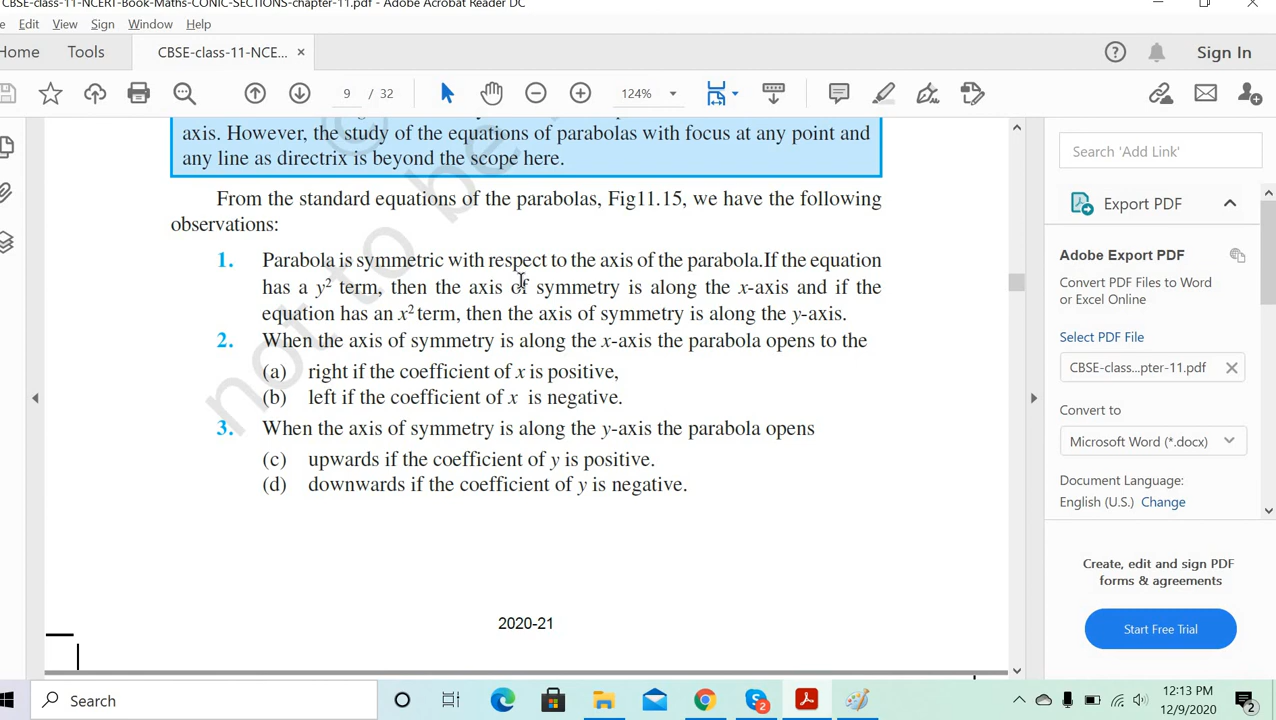 CBSE-class-11-NCERT-Book-Maths-CONIC-SECTIONS-chapter-11.pdf - Adobe Acrobat Reader DC
Edit View Sign Window Help
Home Tools CBSE-class-11-NCE... × Sign In
9 / 32 124%
axis. However, the study of the equations of parabolas with focus at any point and
any line as directrix is beyond the scope here.
From the standard equations of the parabolas, Fig11.15, we have the following
observations:
1. Parabola is symmetric with respect to the axis of the parabola.If the equation
has a y² term, then the axis of symmetry is along the x-axis and if the
equation has an x² term, then the axis of symmetry is along the y-axis.
2. When the axis of symmetry is along the x-axis the parabola opens to the
(a) right if the coefficient of x is positive,
(b) left if the coefficient of x is negative.
3. When the axis of symmetry is along the y-axis the parabola opens
(c) upwards if the coefficient of y is positive.
(d) downwards if the coefficient of y is negative.
2020-21
not to be
©
Search 'Add Link'
Export PDF
Adobe Export PDF
Convert PDF Files to Word
or Excel Online
Select PDF File
CBSE-class...pter-11.pdf ×
Convert to
Microsoft Word (*.docx)
Document Language:
English (U.S.) Change
Create, edit and sign PDF
forms & agreements
Start Free Trial
Search
2
12:13 PM
12/9/2020
2